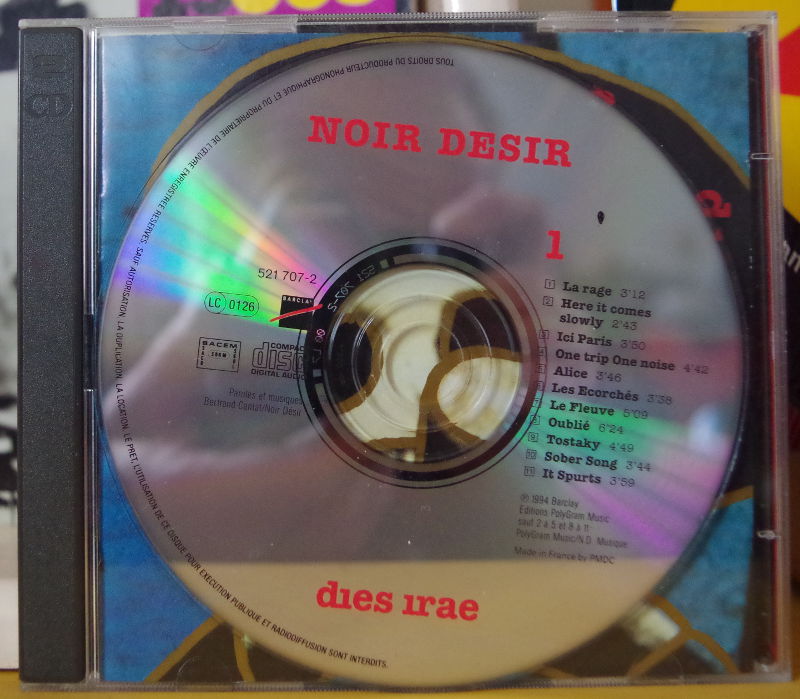 TOUS DROITS DU PRODUCTEUR PHONOGRAPHIQUE ET DU PROPRIETAIRE DE L'ŒUVRE ENREGISTREE RESERVES. SAUF AUTORISATION, LA DUPLICATION, LA LOCATION, LE PRET, L'UTILISATION DE CE DISQUE POUR EXECUTION PUBLIQUE ET RADIODIFFUSION SONT INTERDITS.
NOIR DESIR
1
521 707-2
LC 0126
BARCLAY
521 707-2
BACEM
COMPAC
disc
DIGITAL AUDIO
Paroles et musiques
Bertrand Cantat/Noir Désir
1 La rage 3'12
2 Here it comes
slowly 2'43
3 Ici Paris 3'50
4 One trip One noise 4'42
5 Alice 3'46
6 Les Ecorchés 3'38
7 Le Fleuve 5'09
8 Oublié 6'24
9 Tostaky 4'49
10 Sober Song 3'44
11 It Spurts 3'59
℗ 1994 Barclay
Editions PolyGram Music
sauf 2 à 5 et 8 à 11
PolyGram Music/N.D. Musique
Made in France by PMDC
dies irae